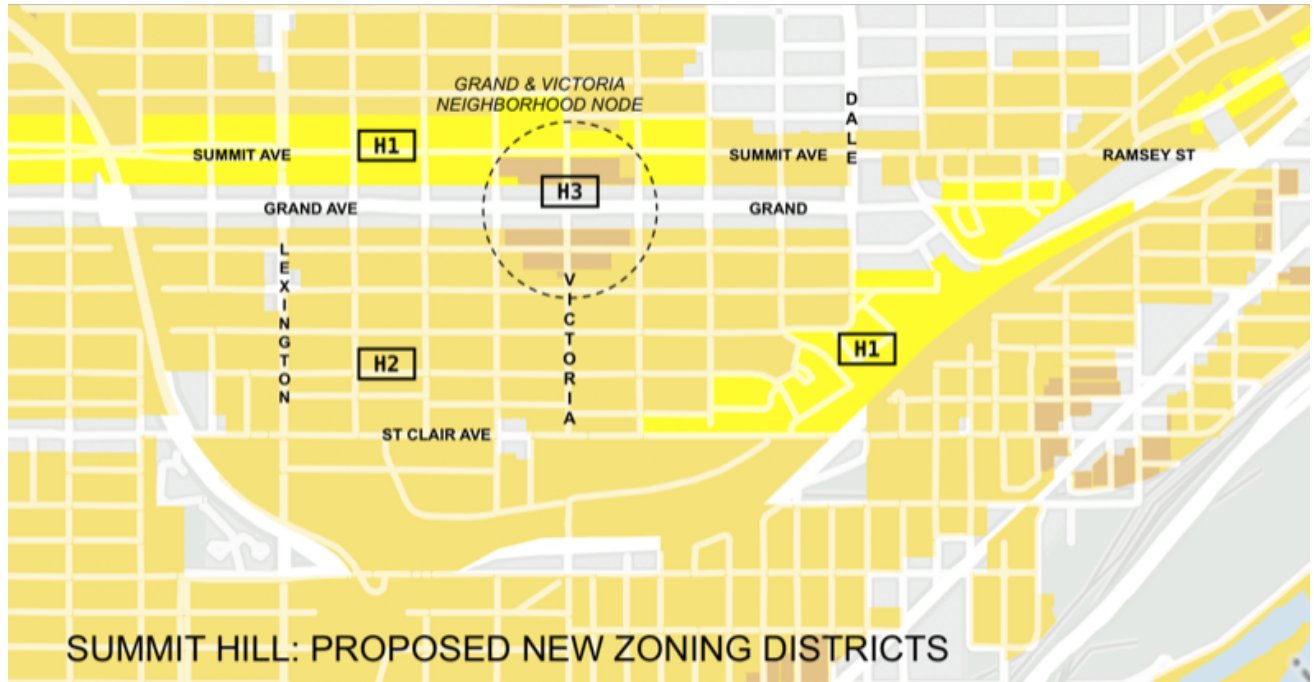 GRAND & VICTORIA
NEIGHBORHOOD NODE
DALE
H1
SUMMIT AVE
SUMMIT AVE
RAMSEY ST
H3
GRAND AVE
GRAND
LEXINGTON
VICTORIA
H1
H2
ST CLAIR AVE
SUMMIT HILL: PROPOSED NEW ZONING DISTRICTS